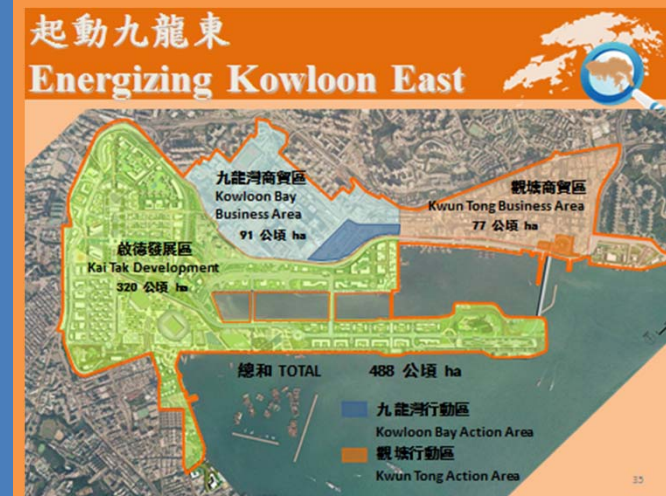 起動九龍東
Energizing Kowloon East
九龍灣商貿區
Kowloon Bay
Business Area
91 公頃 ha
觀塘商貿區
Kwun Tong Business Area
77 公頃 ha
啟德發展區
Kai Tak Development
320 公頃 ha
總和 TOTAL 488 公頃 ha
九龍灣行動區
Kowloon Bay Action Area
觀塘行動區
Kwun Tong Action Area
35